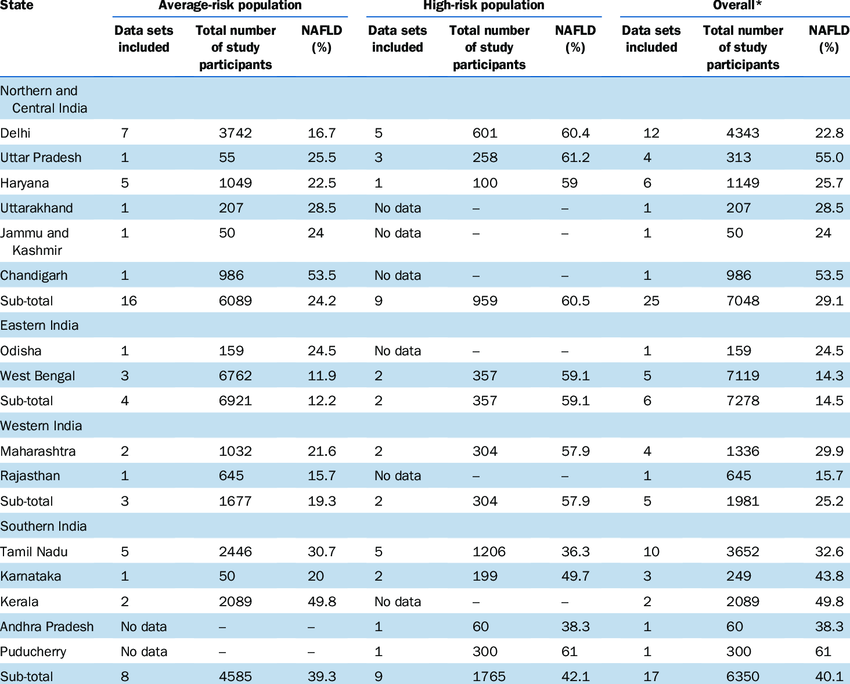 State Average-risk population High-risk population Overall*
Data sets included Total number of study participants NAFLD (%) Data sets included Total number of study participants NAFLD (%) Data sets included Total number of study participants NAFLD (%)
Northern and
Central India
Delhi 7 3742 16.7 5 601 60.4 12 4343 22.8
Uttar Pradesh 1 55 25.5 3 258 61.2 4 313 55.0
Haryana 5 1049 22.5 1 100 59 6 1149 25.7
Uttarakhand 1 207 28.5 No data – – 1 207 28.5
Jammu and 1 50 24 No data – – 1 50 24
Kashmir
Chandigarh 1 986 53.5 No data – – 1 986 53.5
Sub-total 16 6089 24.2 9 959 60.5 25 7048 29.1
Eastern India
Odisha 1 159 24.5 No data – – 1 159 24.5
West Bengal 3 6762 11.9 2 357 59.1 5 7119 14.3
Sub-total 4 6921 12.2 2 357 59.1 6 7278 14.5
Western India
Maharashtra 2 1032 21.6 2 304 57.9 4 1336 29.9
Rajasthan 1 645 15.7 No data – – 1 645 15.7
Sub-total 3 1677 19.3 2 304 57.9 5 1981 25.2
Southern India
Tamil Nadu 5 2446 30.7 5 1206 36.3 10 3652 32.6
Karnataka 1 50 20 2 199 49.7 3 249 43.8
Kerala 2 2089 49.8 No data – – 2 2089 49.8
Andhra Pradesh No data – – 1 60 38.3 1 60 38.3
Puducherry No data – – 1 300 61 1 300 61
Sub-total 8 4585 39.3 9 1765 42.1 17 6350 40.1